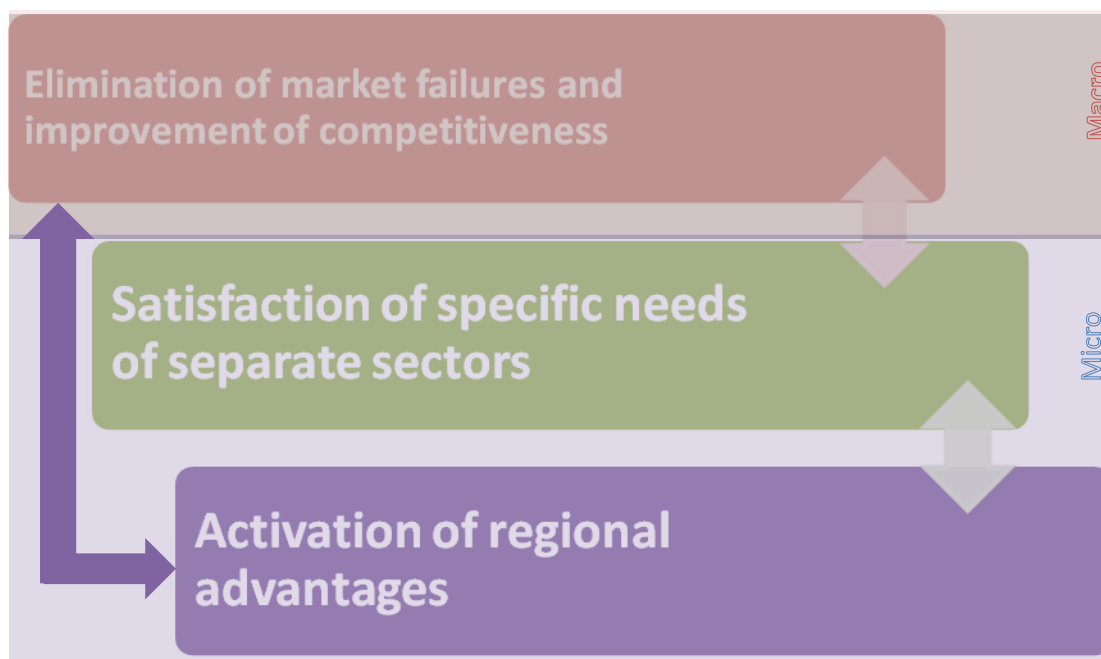 Elimination of market failures and
improvement of competitiveness
Macro
Satisfaction of specific needs
of separate sectors
Micro
Activation of regional
advantages